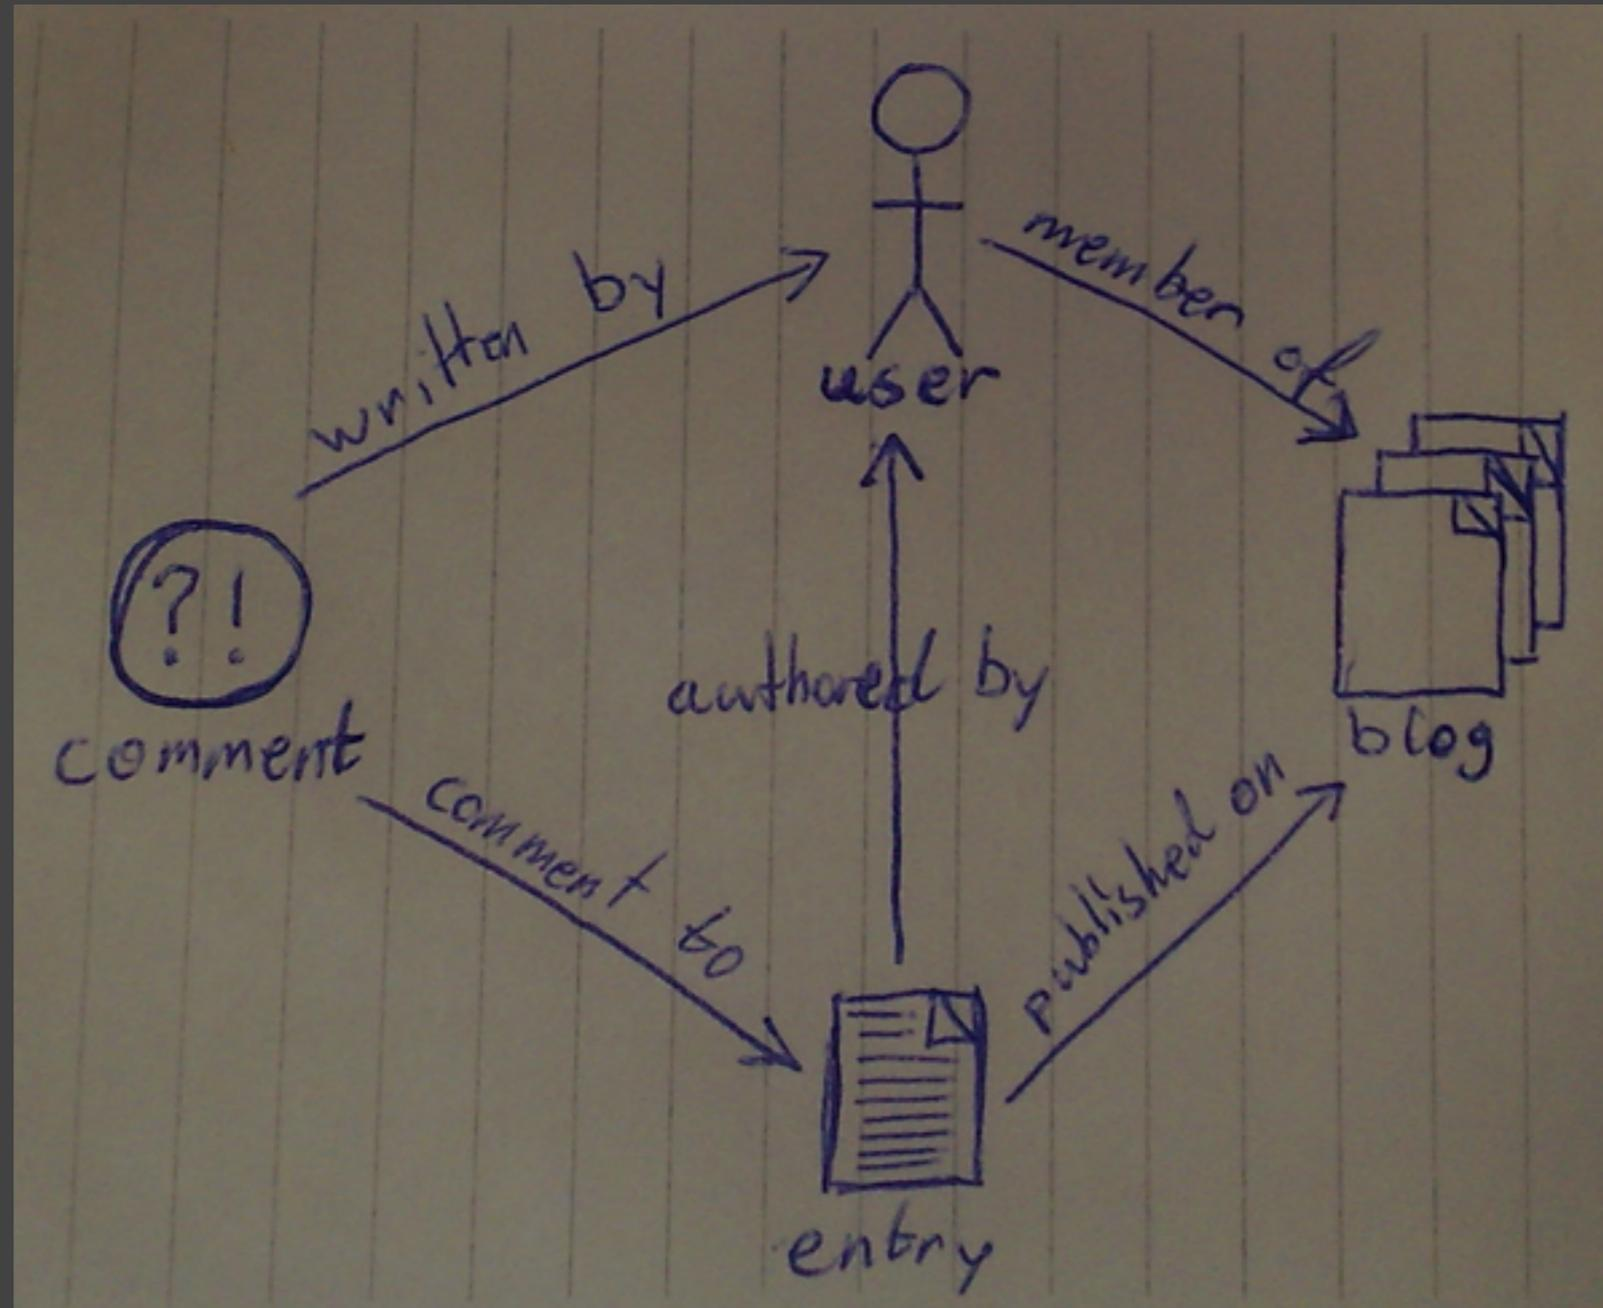 user
member of
written by
?!
comment
authored by
blog
comment to
published on
entry